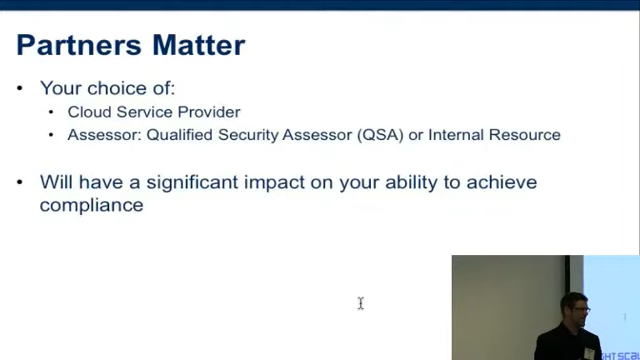 Partners Matter
• Your choice of:
• Cloud Service Provider
• Assessor: Qualified Security Assessor (QSA) or Internal Resource
• Will have a significant impact on your ability to achieve
compliance